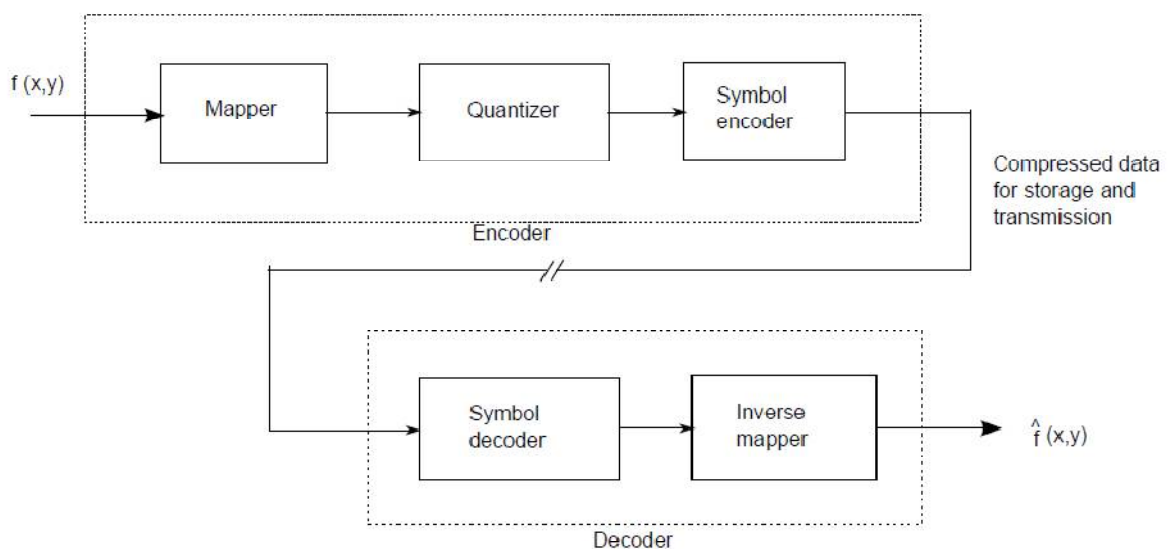 f (x,y)
Mapper
Quantizer
Symbol
encoder
Compressed data
for storage and
transmission
Encoder
Symbol
decoder
Inverse
mapper
f̂ (x,y)
Decoder